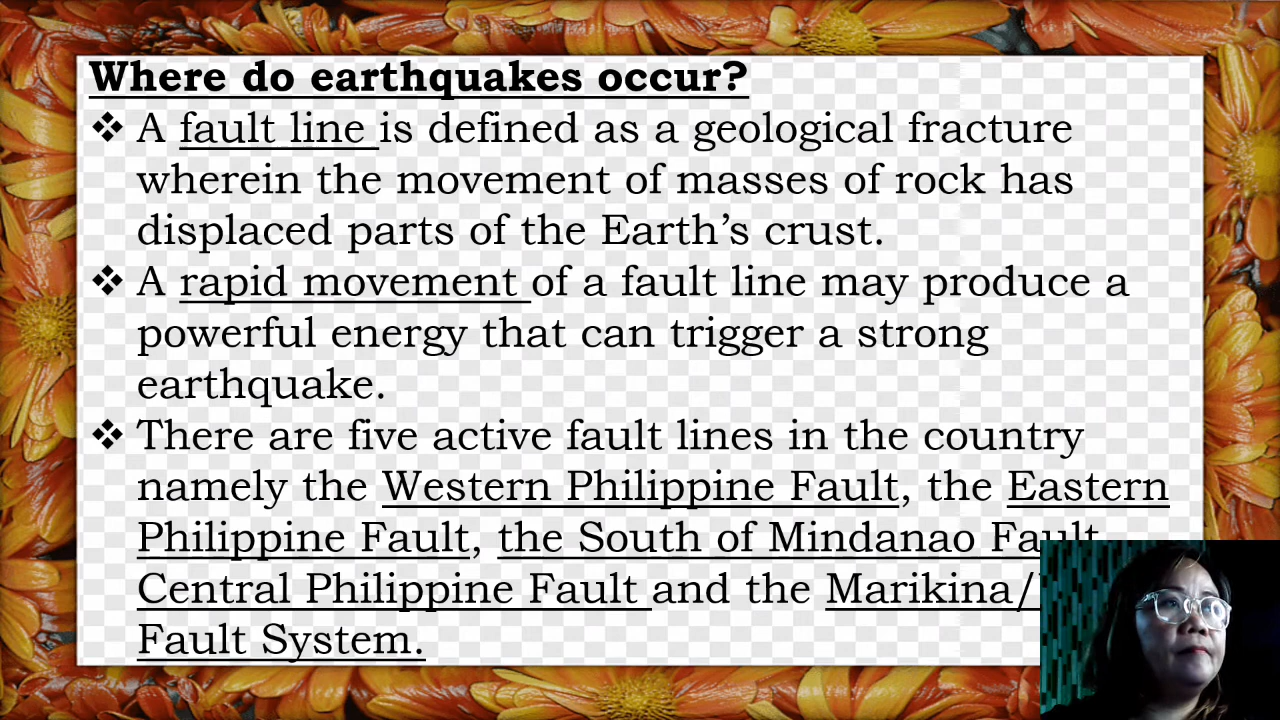 Where do earthquakes occur?
❖ A fault line is defined as a geological fracture
wherein the movement of masses of rock has
displaced parts of the Earth's crust.
❖ A rapid movement of a fault line may produce a
powerful energy that can trigger a strong
earthquake.
❖ There are five active fault lines in the country
namely the Western Philippine Fault, the Eastern
Philippine Fault, the South of Mindanao Fault
Central Philippine Fault and the Marikina/
Fault System.